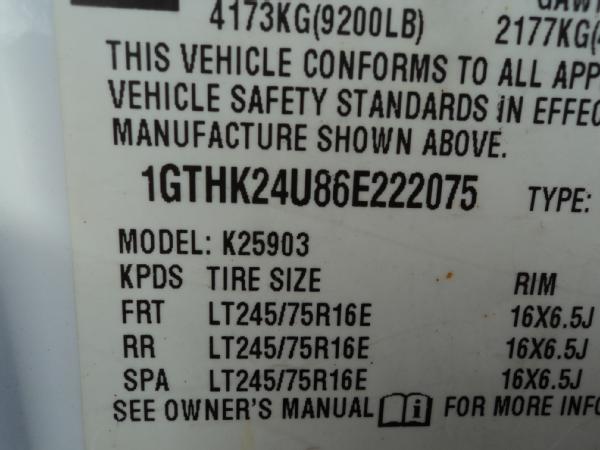 4173KG(9200LB) 2177KG(
THIS VEHICLE CONFORMS TO ALL
VEHICLE SAFETY STANDARDS IN
MANUFACTURE SHOWN ABOVE.
1GTHK24U86E222075 TYPE:
MODEL: K25903
KPDS TIRE SIZE RIM
FRT LT245/75R16E 16X6.5J
RR LT245/75R16E 16X6.5J
SPA LT245/75R16E 16X6.5J
SEE OWNER'S MANUAL i FOR MORE